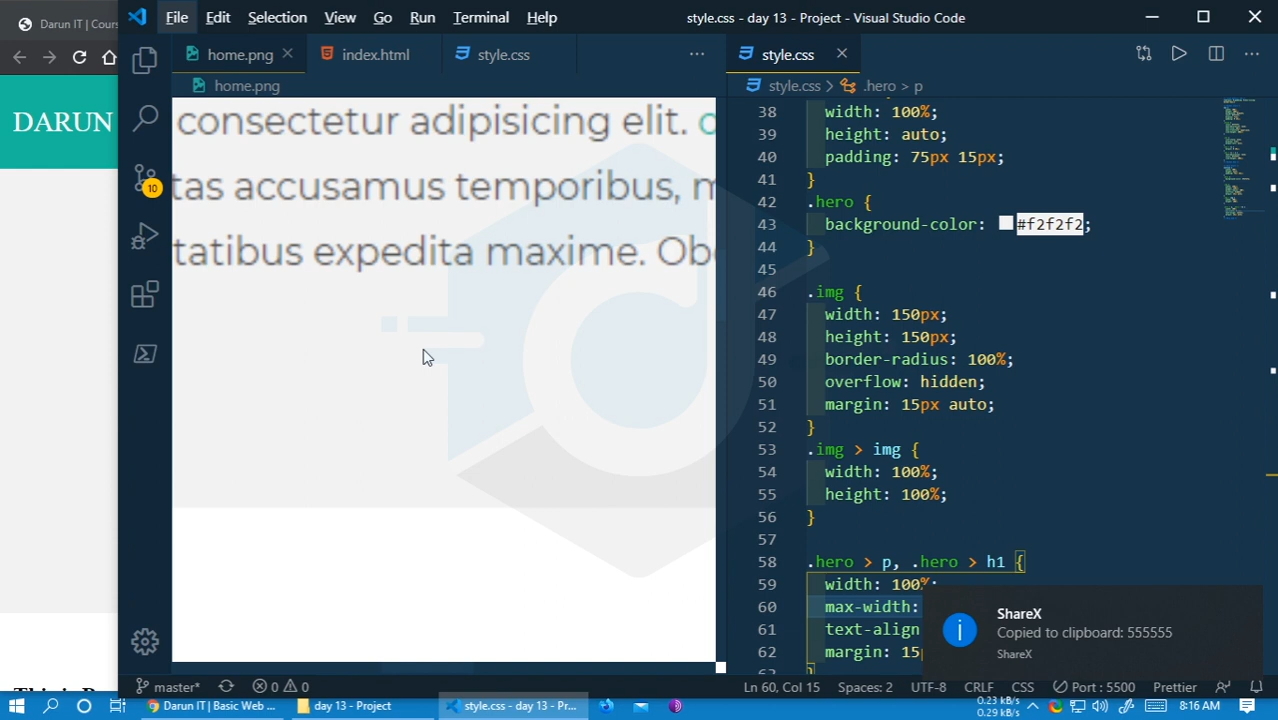 Darun IT | Cours
DARUN
File Edit Selection View Go Run Terminal Help
style.css - day 13 - Project - Visual Studio Code
home.png
index.html
style.css
style.css
home.png
style.css > .hero > p
consectetur adipisicing elit.
tas accusamus temporibus,
tatibus expedita maxime.
10
38 width: 100%;
39 height: auto;
40 padding: 75px 15px;
41 }
42 .hero {
43 background-color: #f2f2f2;
44 }
45
46 .img {
47 width: 150px;
48 height: 150px;
49 border-radius: 100%;
50 overflow: hidden;
51 margin: 15px auto;
52 }
53 .img > img {
54 width: 100%;
55 height: 100%;
56 }
57
58 .hero > p, .hero > h1 {
59 width: 100%;
60 max-width:
61 text-align
62 margin: 15p
ShareX
Copied to clipboard: 555555
ShareX
master* 0 0
Ln 60, Col 15 Spaces: 2 UTF-8 CRLF CSS Port : 5500 Prettier
Darun IT | Basic Web ...
day 13 - Project
style.css - day 13 - Pr...
0.23 kB/s
0.29 kB/s
8:16 AM